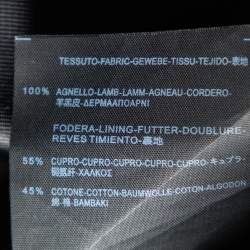 TESSUTO-FABRIC-GEWEBE-TISSU-TEJIDO-表地
100% AGNELLO-LAMB-LAMM-AGNEAU-CORDERO-
羊羔皮-ΔΕΡΜΑΑΠΟΑΡΝΙ
FODERA-LINING-FUTTER-DOUBLURE-
REVES TIMIENTO-裏地
55% CUPRO-CUPRO-CUPRO-CUPRO-CUPRO-キュプラ-
铜氨纤-ΧΑΛΚΟΣ
45% COTONE-COTTON-BAUMWOLLE-COTON-ALGODON
綿-棉-ΒΑΜΒΑΚΙ